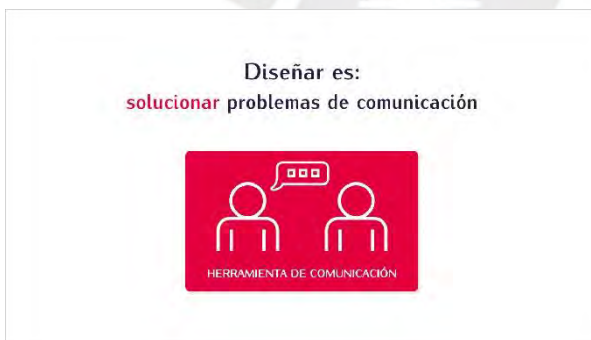 Diseñar es:
solucionar problemas de comunicación
HERRAMIENTA DE COMUNICACIÓN